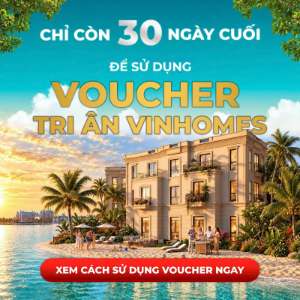 CHỈ CÒN 30 NGÀY CUỐI
ĐỂ SỬ DỤNG
VOUCHER
TRI ÂN VINHOMES
XEM CÁCH SỬ DỤNG VOUCHER NGAY